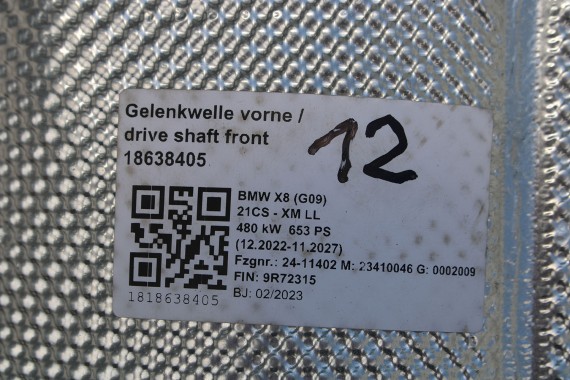 Gelenkwelle vorne /
drive shaft front
18638405
12
BMW X8 (G09)
21CS - XM LL
480 kW 653 PS
(12.2022-11.2027)
Fzgnr.: 24-11402 M: 23410046 G: 0002009
FIN: 9R72315
BJ: 02/2023
1818638405